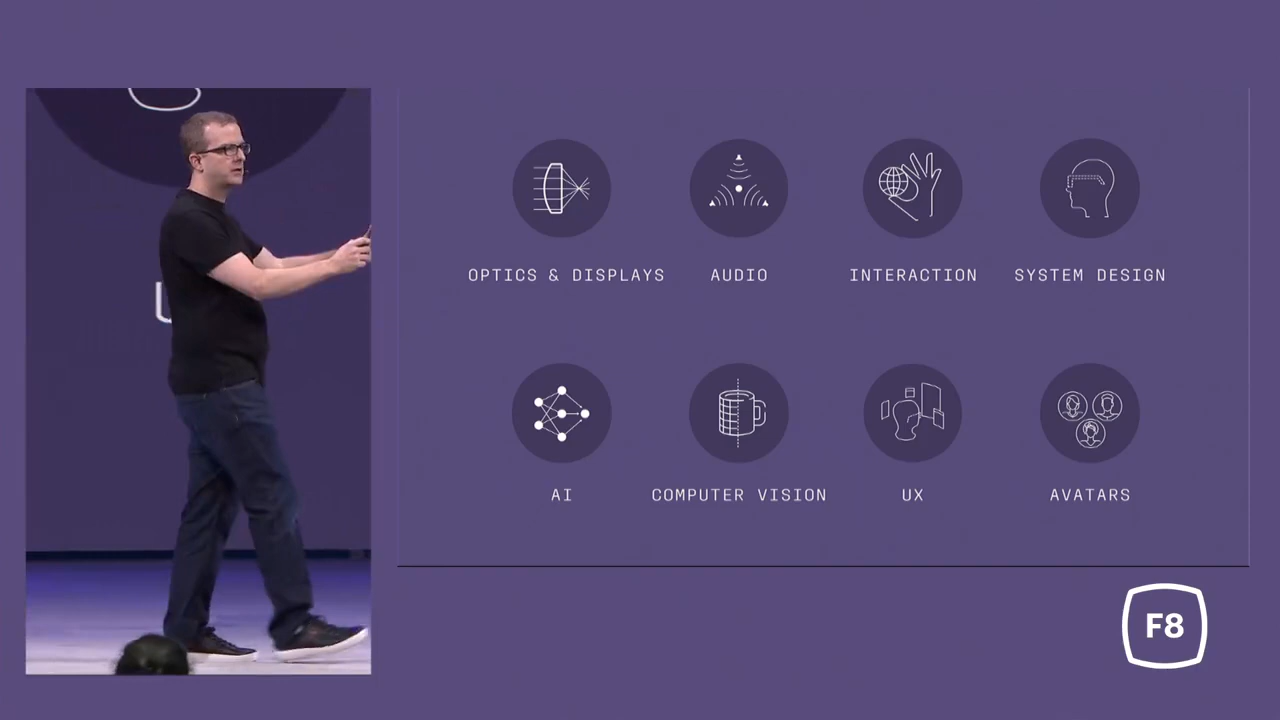 OPTICS & DISPLAYS
AUDIO
INTERACTION
SYSTEM DESIGN
AI
COMPUTER VISION
UX
AVATARS
F8